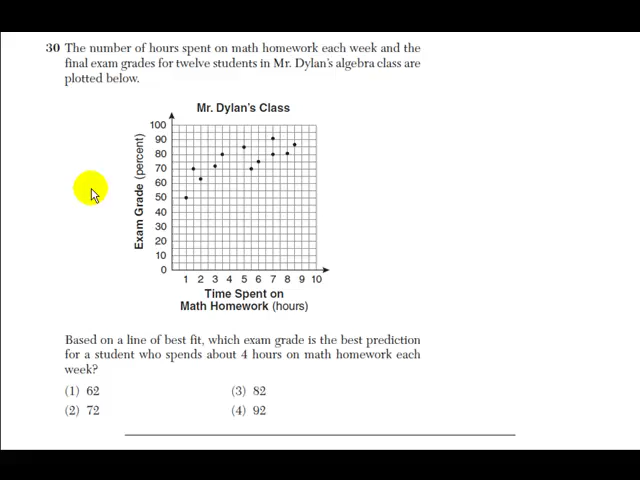 30 The number of hours spent on math homework each week and the
final exam grades for twelve students in Mr. Dylan's algebra class are
plotted below.
Mr. Dylan's Class
100
90
80
70
60
50
40
30
20
10
0
Exam Grade (percent)
1 2 3 4 5 6 7 8 9 10
Time Spent on
Math Homework (hours)
Based on a line of best fit, which exam grade is the best prediction
for a student who spends about 4 hours on math homework each
week?
(1) 62 (3) 82
(2) 72 (4) 92